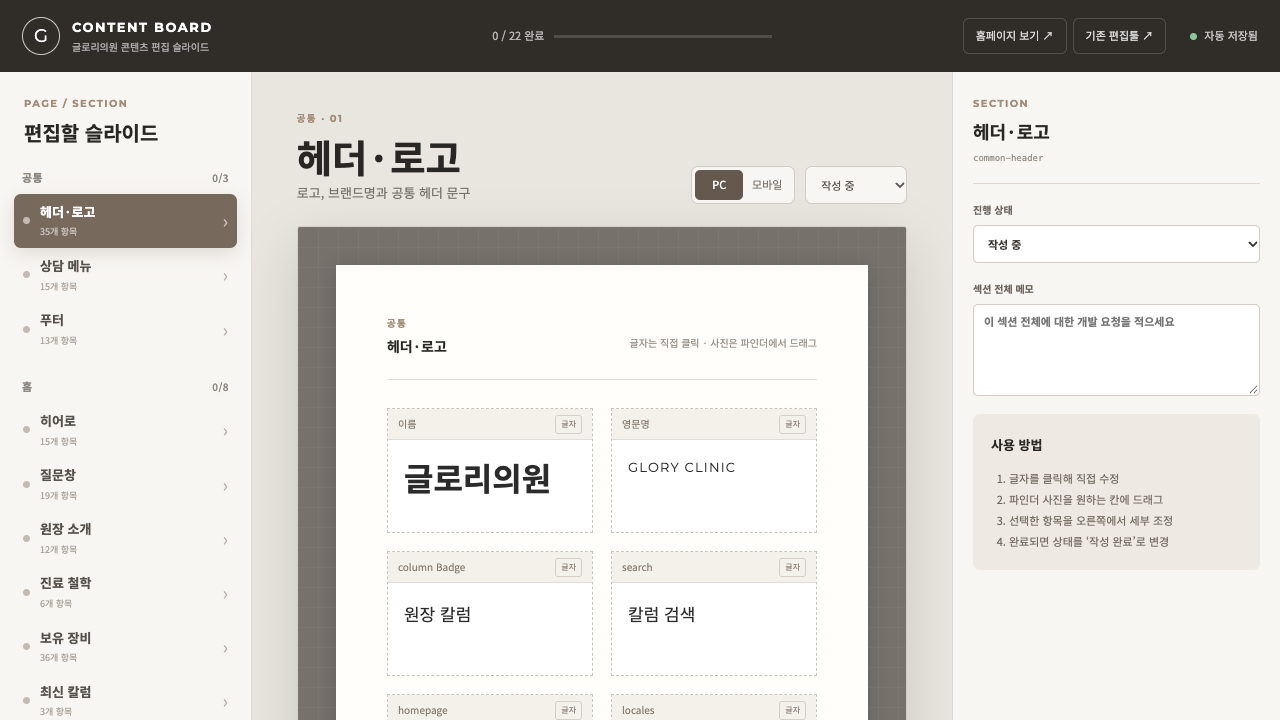 G
CONTENT BOARD
글로리의원 콘텐츠 편집 슬라이드
0 / 22 완료
홈페이지 보기 ↗
기존 편집툴 ↗
자동 저장됨
PAGE / SECTION
편집할 슬라이드
공통
0/3
헤더·로고
35개 항목
상담 메뉴
15개 항목
푸터
13개 항목
홈
0/8
히어로
15개 항목
질문창
19개 항목
원장 소개
12개 항목
진료 철학
6개 항목
보유 장비
36개 항목
최신 칼럼
3개 항목
공통 · 01
헤더·로고
로고, 브랜드명과 공통 헤더 문구
PC
모바일
작성 중
공통
헤더·로고
글자는 직접 클릭 · 사진은 파인더에서 드래그
이름
글자
글로리의원
영문명
글자
GLORY CLINIC
column Badge
글자
원장 칼럼
search
글자
칼럼 검색
homepage
글자
locales
글자
SECTION
헤더·로고
common-header
진행 상태
작성 중
섹션 전체 메모
이 섹션 전체에 대한 개발 요청을 적으세요
사용 방법
1. 글자를 클릭해 직접 수정
2. 파인더 사진을 원하는 칸에 드래그
3. 선택한 항목을 오른쪽에서 세부 조정
4. 완료되면 상태를 ‘작성 완료’로 변경